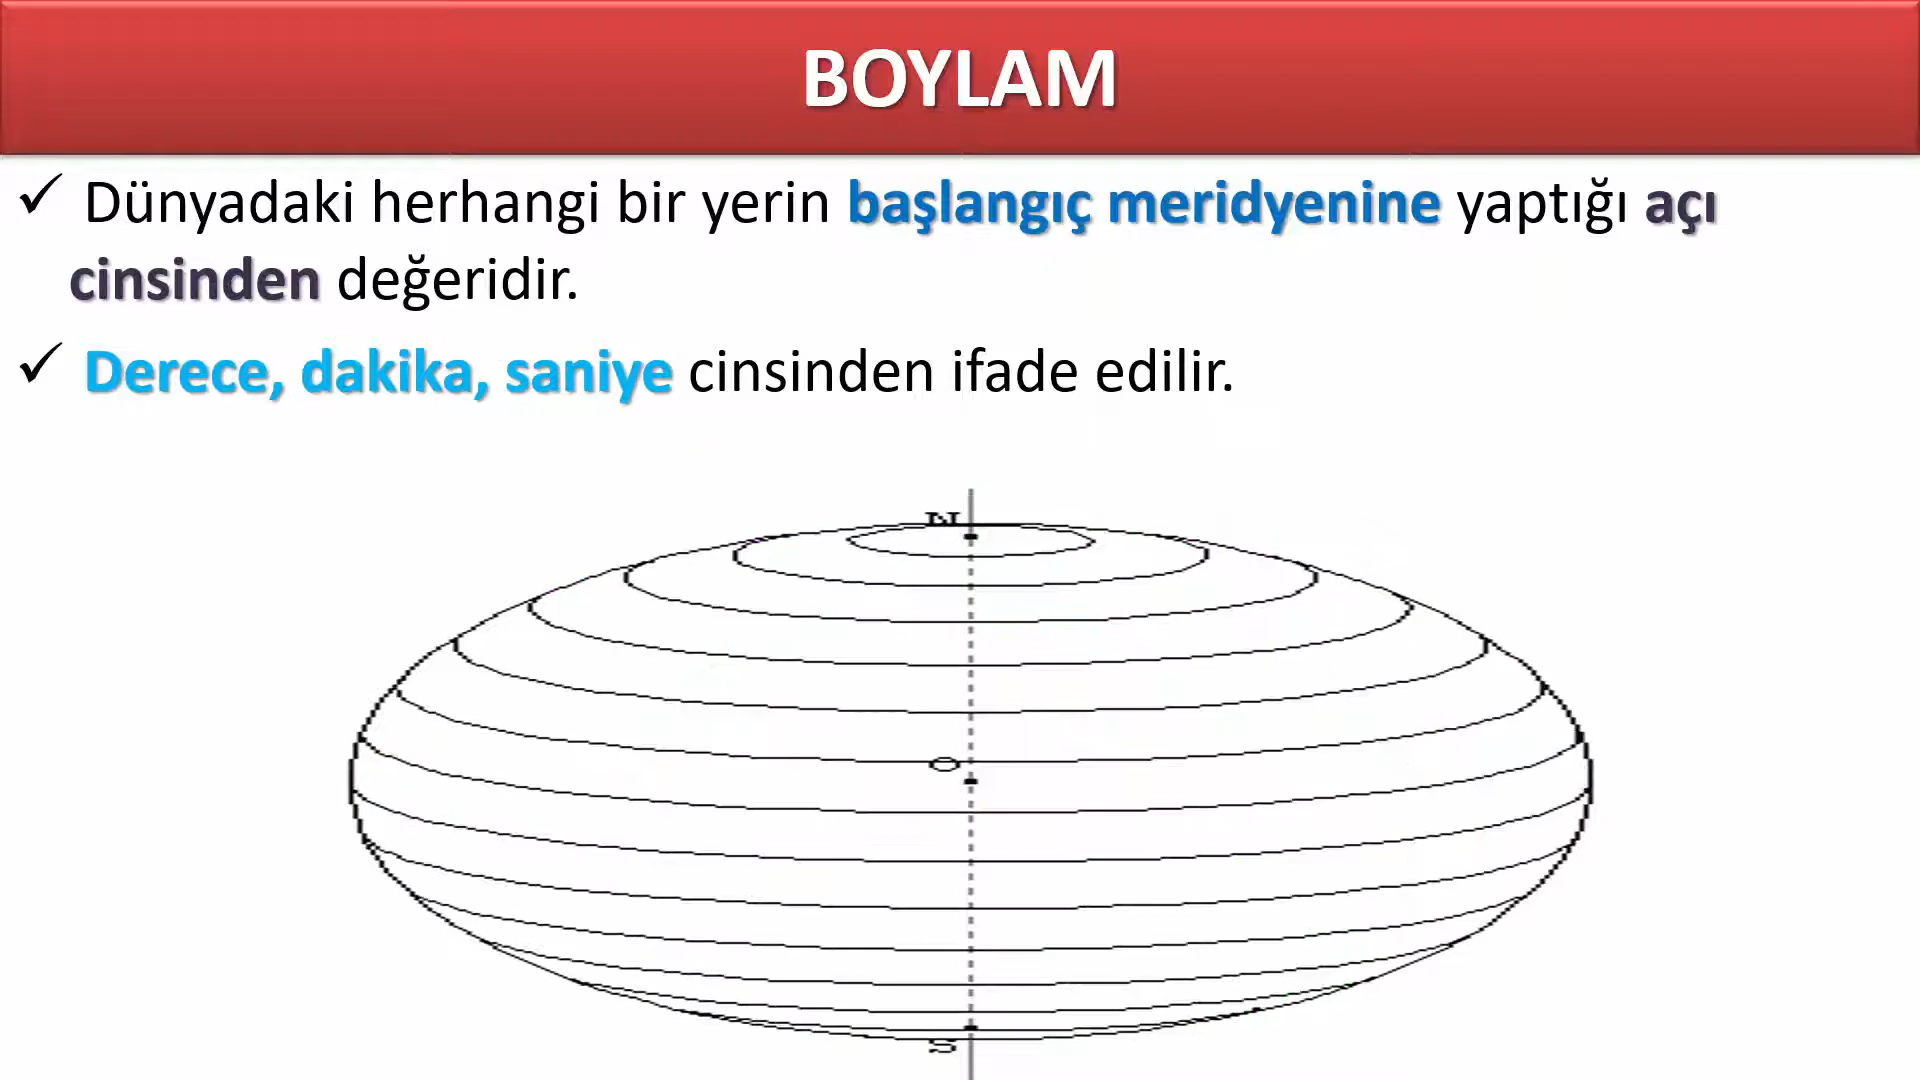 BOYLAM
✓ Dünyadaki herhangi bir yerin başlangıç meridyenine yaptığı açı
cinsinden değeridir.
✓ Derece, dakika, saniye cinsinden ifade edilir.
N
O
S